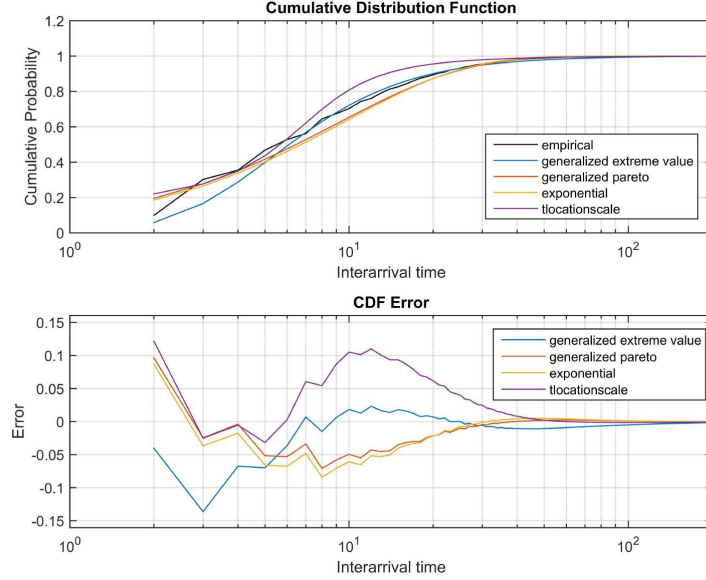 Cumulative Distribution Function
1.2
1
0.8
0.6
0.4
0.2
0
Cumulative Probability
empirical
generalized extreme value
generalized pareto
exponential
tlocationscale
10^0
10^1
10^2
Interarrival time
CDF Error
0.15
0.1
0.05
0
-0.05
-0.1
-0.15
Error
generalized extreme value
generalized pareto
exponential
tlocationscale
10^0
10^1
10^2
Interarrival time